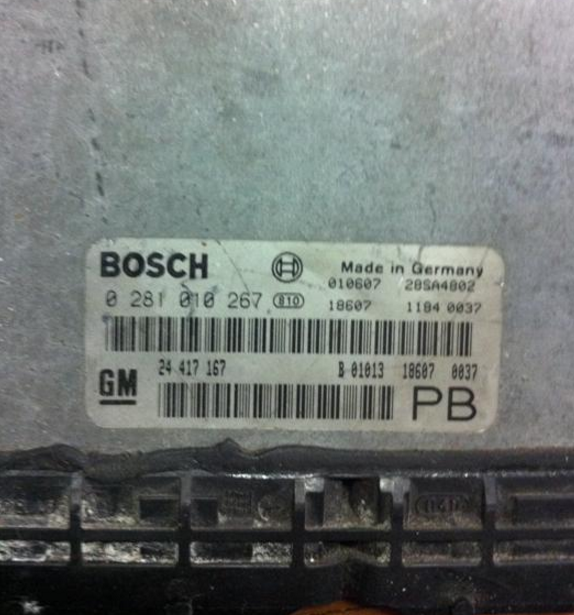 BOSCH
Made in Germany
010607 28SA4802
0 281 010 267 810 18607 1184 0037
24 417 167 B 01013 18607 0037
GM
PB